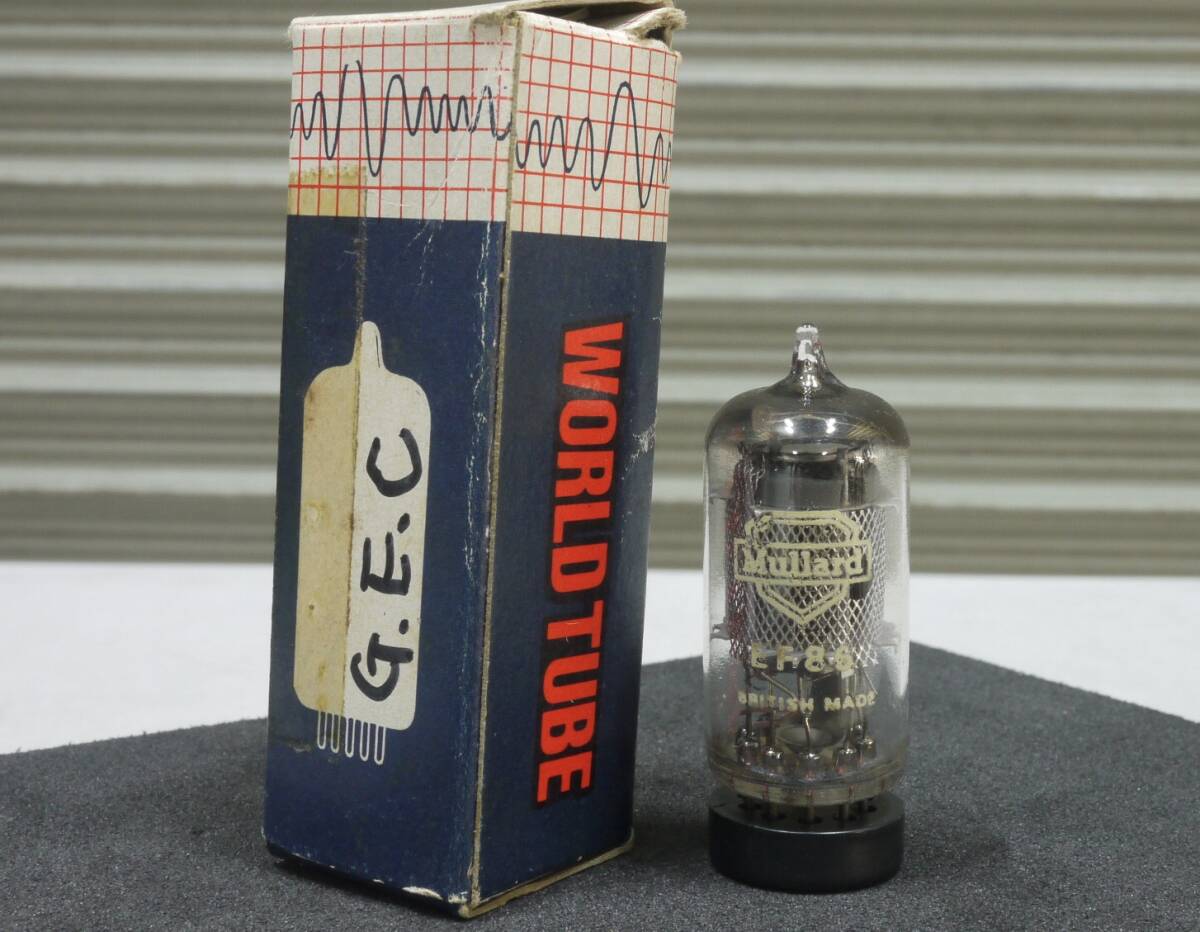 G.E.C
WORLD TUBE
Mullard
EF86
BRITISH MADE